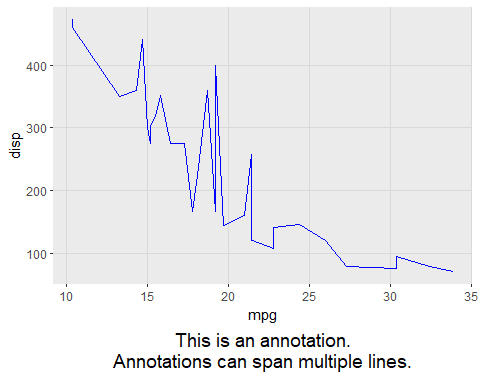 400
300
200
100
disp
10 15 20 25 30 35
mpg
This is an annotation.
Annotations can span multiple lines.